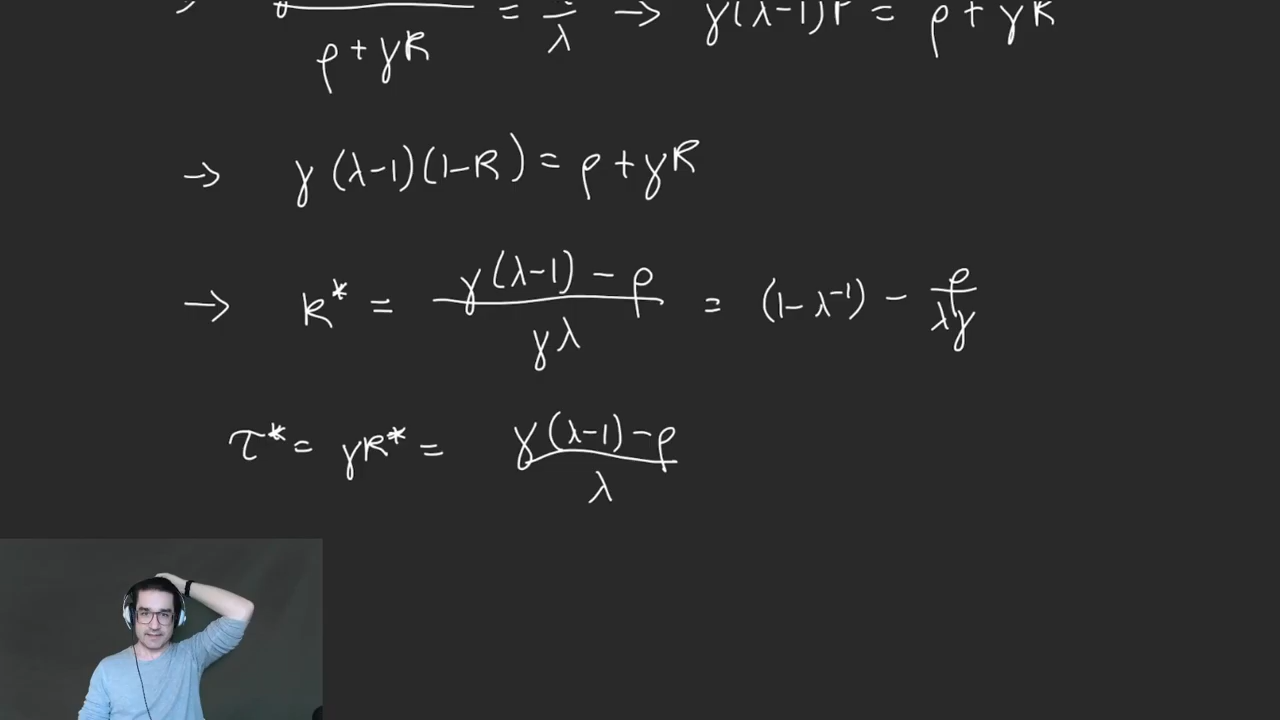 ρ + γR = 1/λ → γ(λ-1)P = ρ + γR
→ γ(λ-1)(1-R) = ρ + γR
→ R* = (γ(λ-1) - ρ)/(γλ) = (1-λ⁻¹) - ρ/(λγ)
τ* = γR* = (γ(λ-1) - ρ)/λ